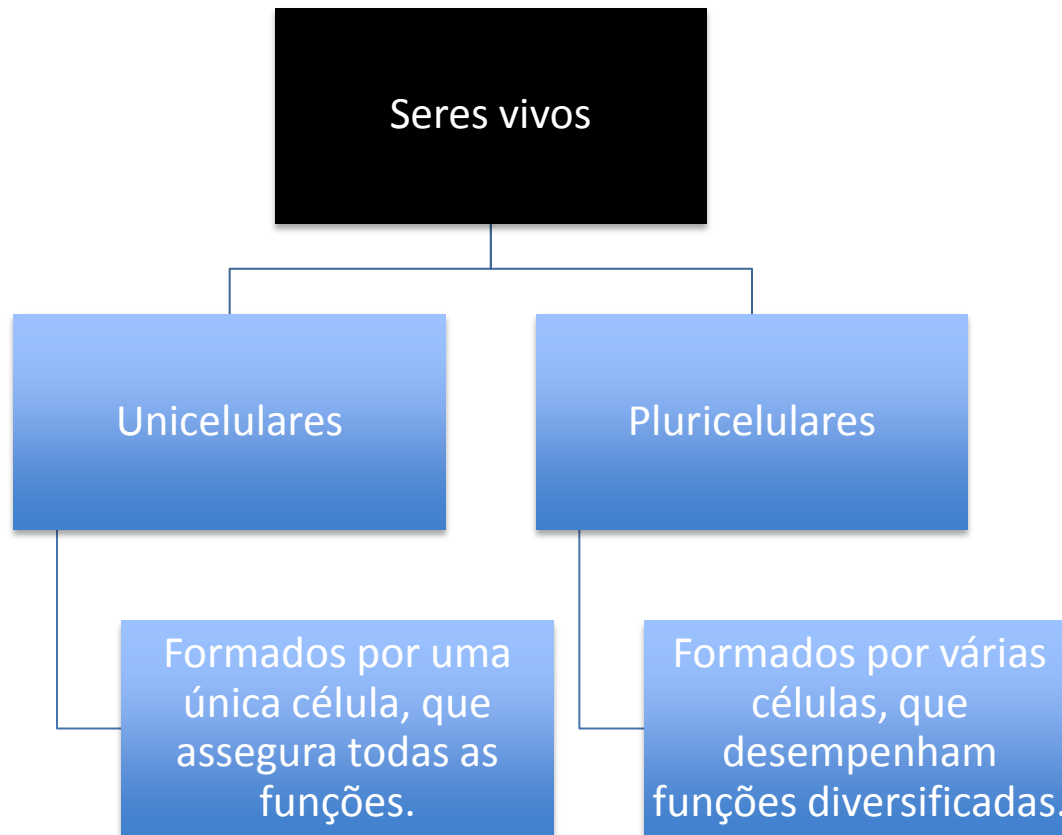 Seres vivos
Unicelulares
Pluricelulares
Formados por uma
única célula, que
assegura todas as
funções.
Formados por várias
células, que
desempenham
funções diversificadas.